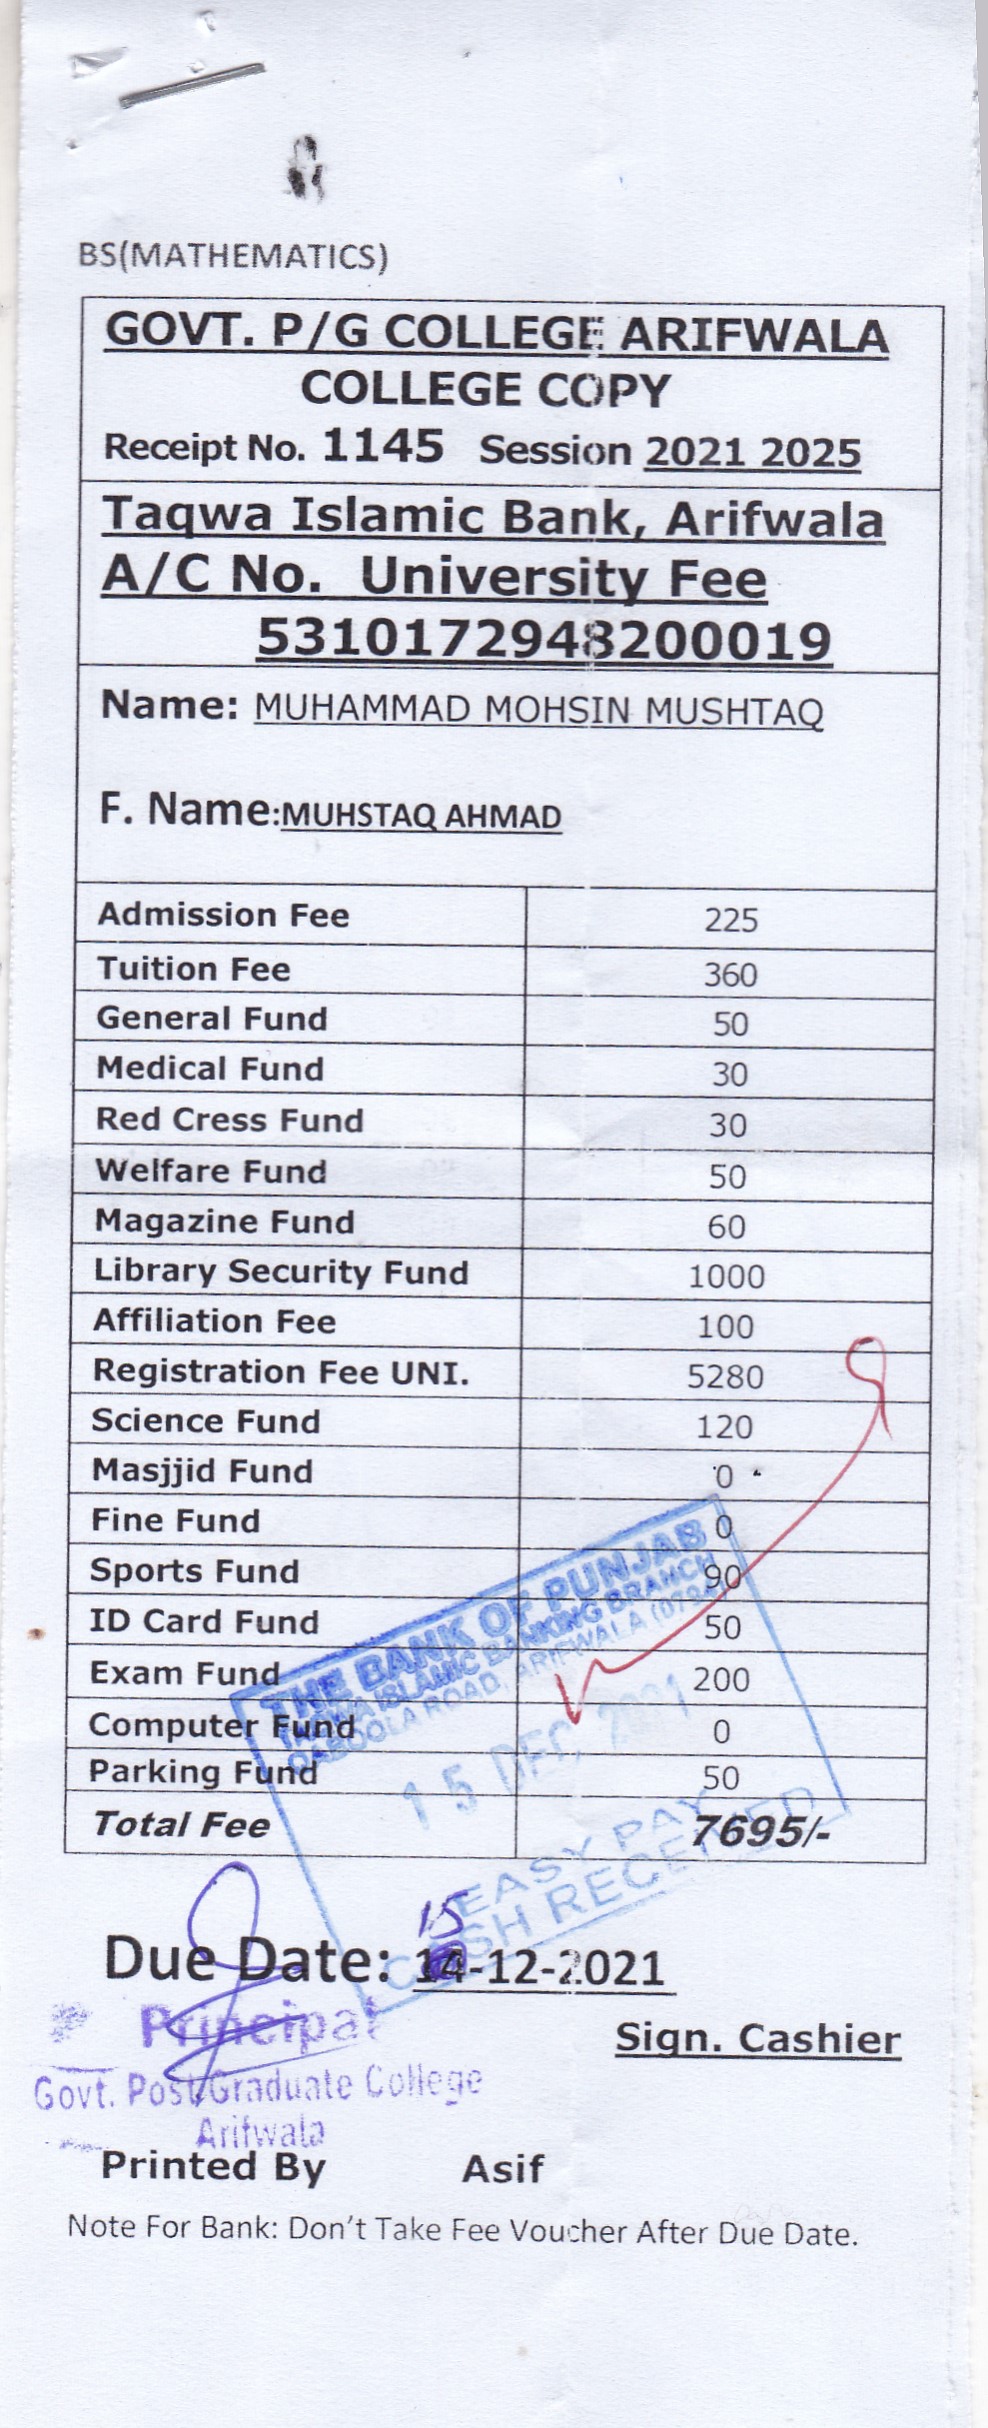 BS(MATHEMATICS)
GOVT. P/G COLLEGE ARIFWALA
COLLEGE COPY
Receipt No. 1145 Session 2021 2025
Taqwa Islamic Bank, Arifwala
A/C No. University Fee
5310172948200019
Name: MUHAMMAD MOHSIN MUSHTAQ
F. Name:MUHSTAQ AHMAD
Admission Fee 225
Tuition Fee 360
General Fund 50
Medical Fund 30
Red Cress Fund 30
Welfare Fund 50
Magazine Fund 60
Library Security Fund 1000
Affiliation Fee 100
Registration Fee UNI. 5280
Science Fund 120
Masjjid Fund 0
Fine Fund 0
Sports Fund 90
ID Card Fund 50
Exam Fund 200
Computer Fund 0
Parking Fund 50
Total Fee 7695/-
THE BANK OF PUNJAB
TAQWA ISLAMIC BANKING BRANCH
QABOOLA ROAD, ARIFWALA
15 DEC 2021
EASY PAY
CASH RECEIVED
15
Due Date: 14-12-2021
Principal
Govt. Post Graduate College
Arifwala
Sign. Cashier
Printed By Asif
Note For Bank: Don't Take Fee Voucher After Due Date.